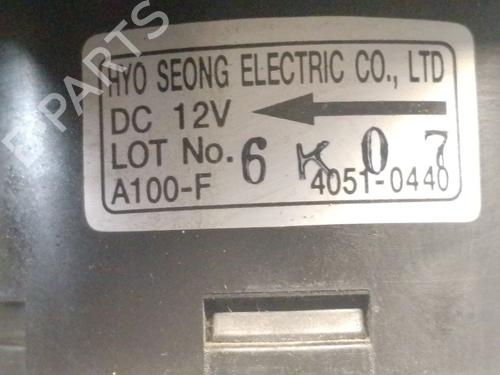 B-PARTS
HYO SEONG ELECTRIC CO., LTD
DC 12V
LOT No. 6 K 0 7
A100-F 4051-0440